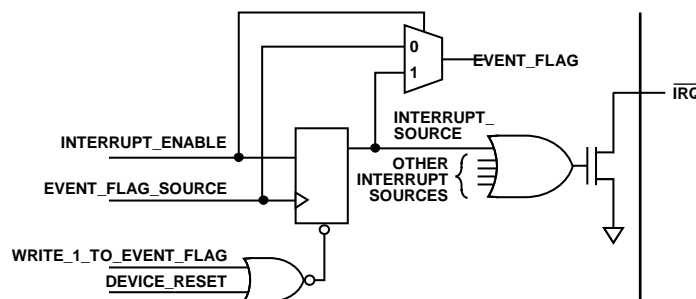 0
EVENT_FLAG
1
INTERRUPT_
SOURCE
IRQ
INTERRUPT_ENABLE
OTHER
INTERRUPT
SOURCES
EVENT_FLAG_SOURCE
WRITE_1_TO_EVENT_FLAG
DEVICE_RESET